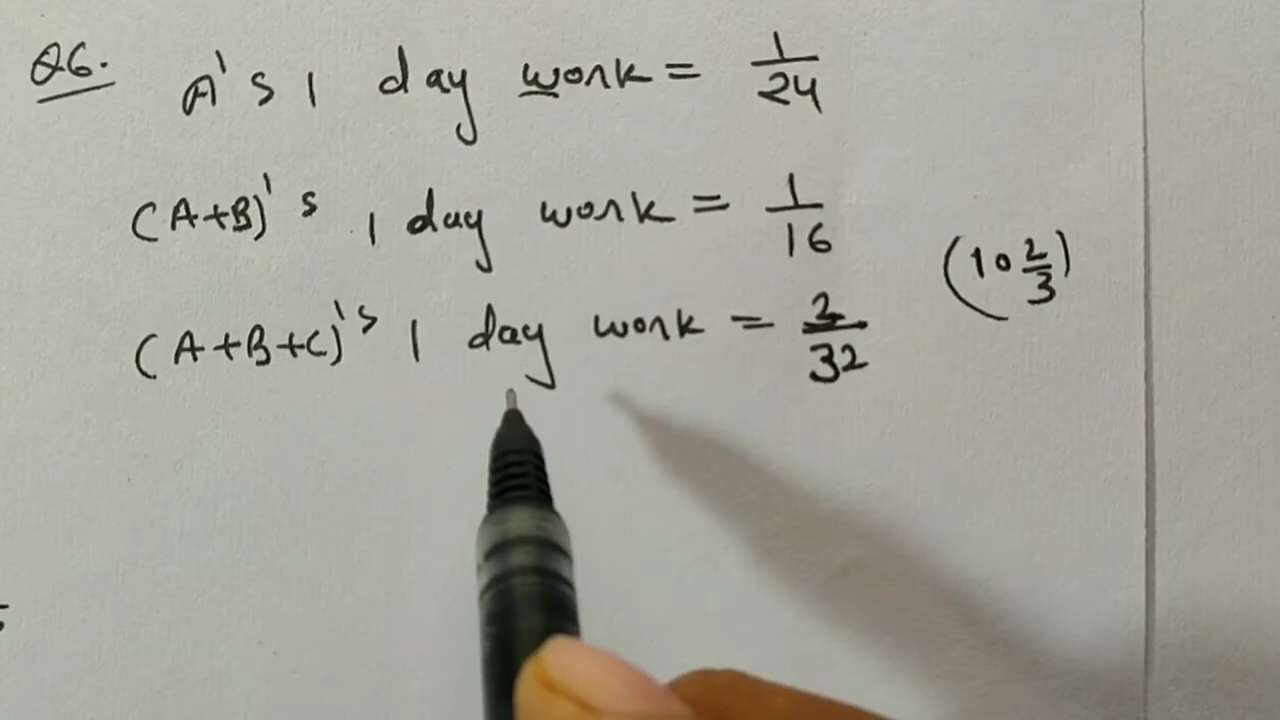 Q6. A's 1 day work = 1/24
(A+B)'s 1 day work = 1/16
(A+B+C)'s 1 day work = 3/32 (10 2/3)